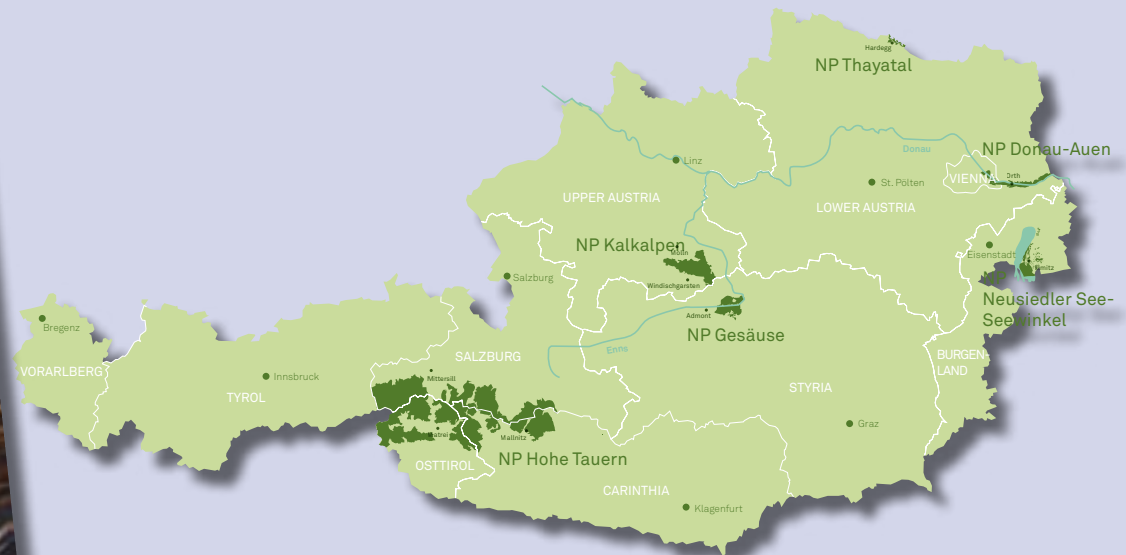 Hardegg
NP Thayatal
Donau
NP Donau-Auen
Linz
Orth
VIENNA
St. Pölten
UPPER AUSTRIA
LOWER AUSTRIA
NP Kalkalpen
Molln
Eisenstadt
Salzburg
Windischgarsten
NP
Neusiedler See-
Seewinkel
Admont
Bregenz
NP Gesäuse
Enns
SALZBURG
BURGEN-
LAND
VORARLBERG
Mittersill
Innsbruck
STYRIA
TYROL
Graz
Matrei
Mallnitz
NP Hohe Tauern
OSTTIROL
CARINTHIA
Klagenfurt